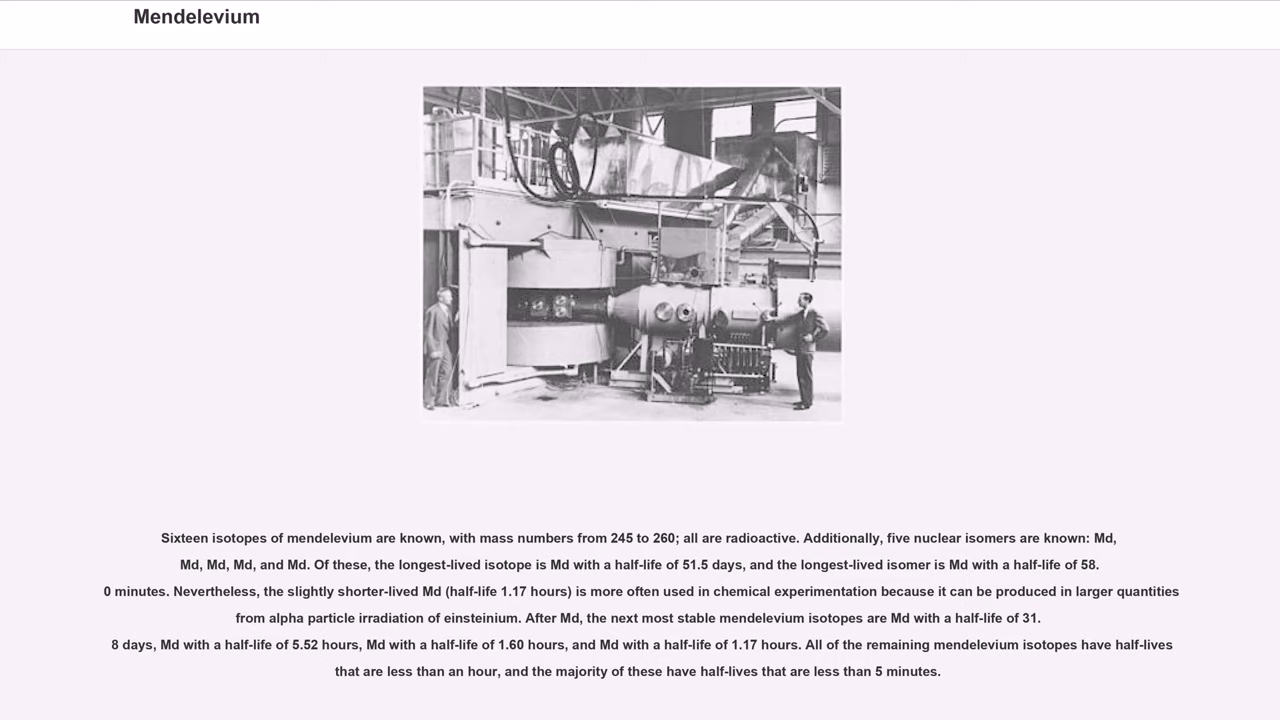 Mendelevium
Sixteen isotopes of mendelevium are known, with mass numbers from 245 to 260; all are radioactive. Additionally, five nuclear isomers are known: Md,
Md, Md, Md, and Md. Of these, the longest-lived isotope is Md with a half-life of 51.5 days, and the longest-lived isomer is Md with a half-life of 58.
0 minutes. Nevertheless, the slightly shorter-lived Md (half-life 1.17 hours) is more often used in chemical experimentation because it can be produced in larger quantities
from alpha particle irradiation of einsteinium. After Md, the next most stable mendelevium isotopes are Md with a half-life of 31.
8 days, Md with a half-life of 5.52 hours, Md with a half-life of 1.60 hours, and Md with a half-life of 1.17 hours. All of the remaining mendelevium isotopes have half-lives
that are less than an hour, and the majority of these have half-lives that are less than 5 minutes.